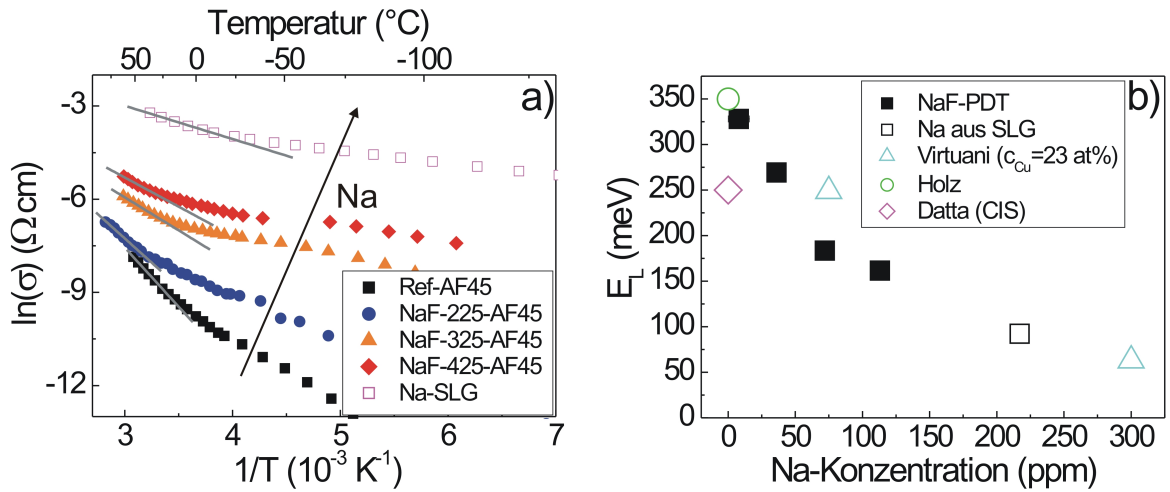 Temperatur (°C)
50 0 -50 -100
a)
-3
-6
-9
-12
ln(σ) (Ωcm)
Na
Ref-AF45
NaF-225-AF45
NaF-325-AF45
NaF-425-AF45
Na-SLG
3 4 5 6 7
1/T (10⁻³ K⁻¹)
b)
350
300
250
200
150
100
50
0
E_L (meV)
NaF-PDT
Na aus SLG
Virtuani (c_Cu=23 at%)
Holz
Datta (CIS)
0 50 100 150 200 250 300
Na-Konzentration (ppm)